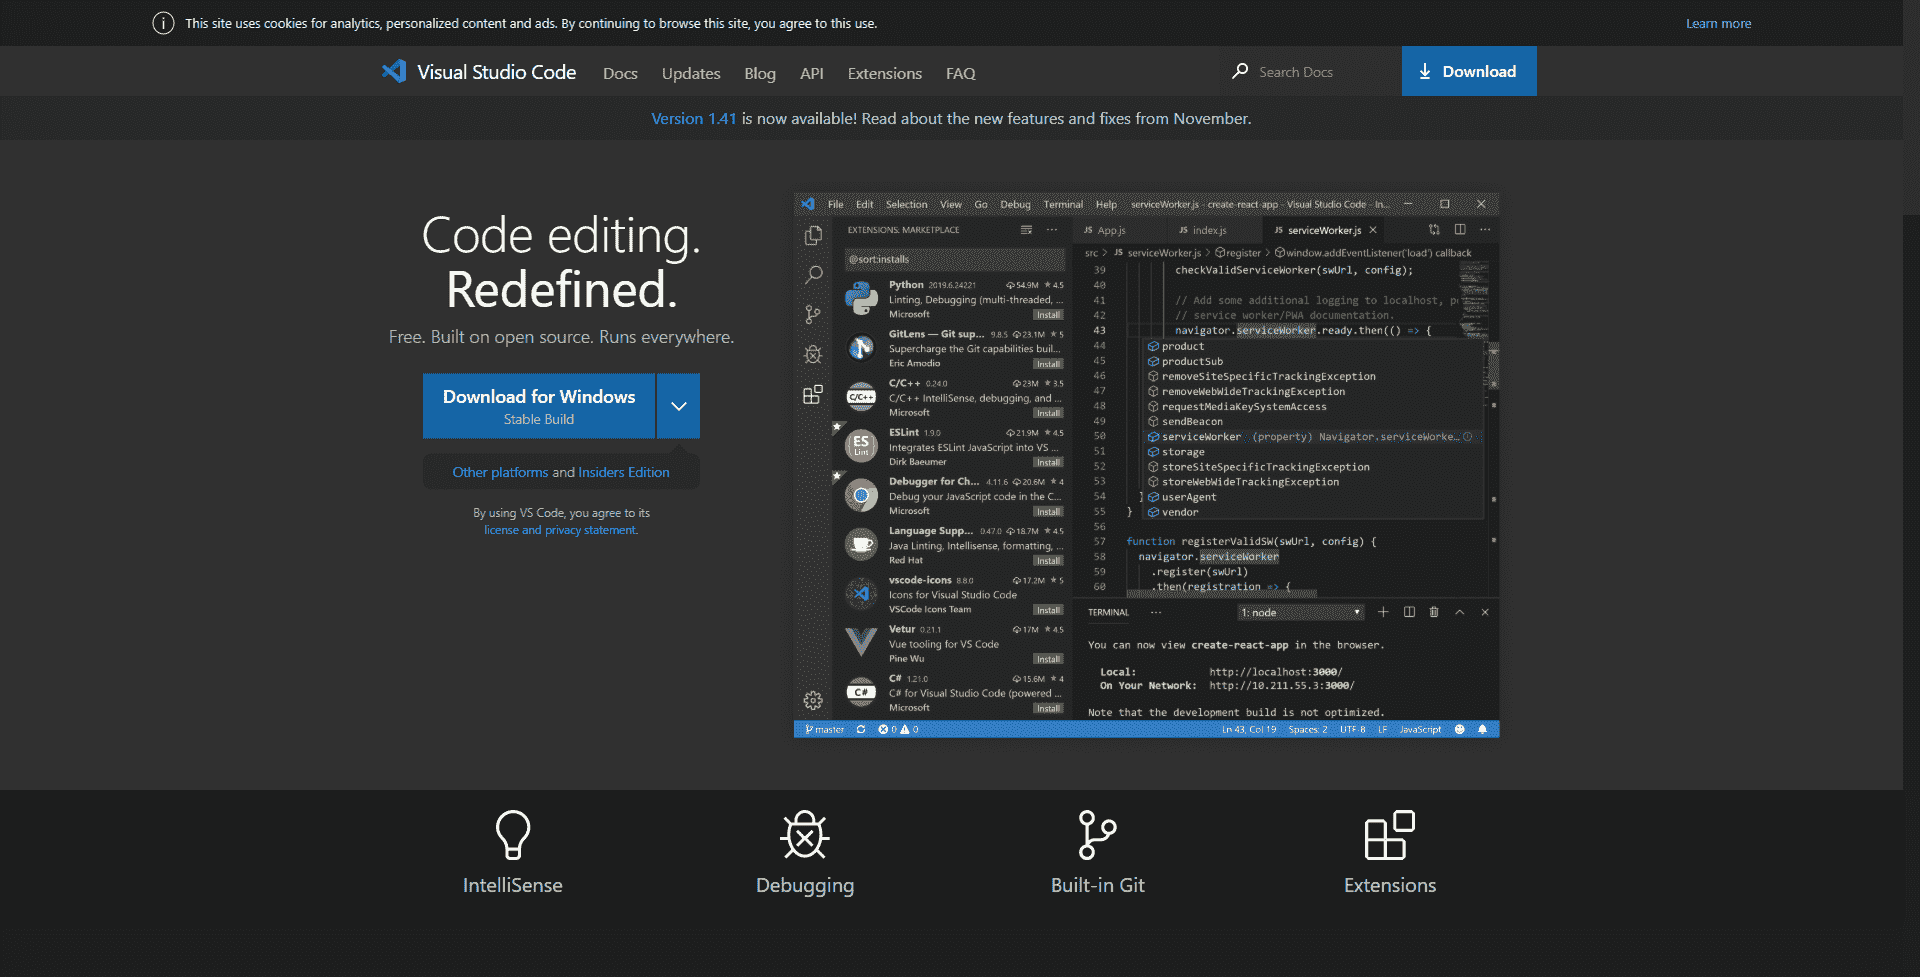 This site uses cookies for analytics, personalized content and ads. By continuing to browse this site, you agree to this use.
Learn more
Visual Studio Code
Docs
Updates
Blog
API
Extensions
FAQ
Search Docs
Download
Version 1.41 is now available! Read about the new features and fixes from November.
Code editing.
Redefined.
Free. Built on open source. Runs everywhere.
Download for Windows
Stable Build
Other platforms and Insiders Edition
By using VS Code, you agree to its
license and privacy statement.
File Edit Selection View Go Debug Terminal Help serviceWorker.js - create-react-app - Visual Studio Code - In...
EXTENSIONS: MARKETPLACE
@sort:installs
Python 2019.6.24221 54.9M 4.5
Linting, Debugging (multi-threaded, ...
Microsoft Install
GitLens — Git sup... 9.8.5 23.1M 5
Supercharge the Git capabilities buil...
Eric Amodio Install
C/C++
C/C++ 0.24.0 23M 3.5
C/C++ IntelliSense, debugging, and ...
Microsoft Install
ES
Lint
ESLint 1.9.0 21.9M 4.5
Integrates ESLint JavaScript into VS ...
Dirk Baeumer Install
Debugger for Ch... 4.11.6 20.6M 4
Debug your JavaScript code in the C...
Microsoft Install
Language Supp... 0.47.0 18.7M 4.5
Java Linting, Intellisense, formatting, ...
Red Hat Install
vscode-icons 8.8.0 17.2M 5
Icons for Visual Studio Code
VSCode Icons Team Install
Vetur 0.21.1 17M 4.5
Vue tooling for VS Code
Pine Wu Install
C#
C# 1.21.0 15.6M 4
C# for Visual Studio Code (powered ...
Microsoft Install
JS App.js JS index.js JS serviceWorker.js
src > JS serviceWorker.js > register > window.addEventListener('load') callback
39 checkValidServiceWorker(swUrl, config);
40
41 // Add some additional logging to localhost, p
42 // service worker/PWA documentation.
43 navigator.serviceWorker.ready.then(() => {
44 product
45 productSub
46 removeSiteSpecificTrackingException
47 removeWebWideTrackingException
48 requestMediaKeySystemAccess
49 sendBeacon
50 serviceWorker (property) Navigator.serviceWorke...
51 storage
52 storeSiteSpecificTrackingException
53 storeWebWideTrackingException
54 } userAgent
55 } vendor
56
57 function registerValidSW(swUrl, config) {
58 navigator.serviceWorker
59 .register(swUrl)
60 .then(registration => {
TERMINAL ... 1: node
You can now view create-react-app in the browser.
Local: http://localhost:3000/
On Your Network: http://10.211.55.3:3000/
Note that the development build is not optimized.
master 0 0 Ln 43, Col 19 Spaces: 2 UTF-8 LF JavaScript
IntelliSense
Debugging
Built-in Git
Extensions